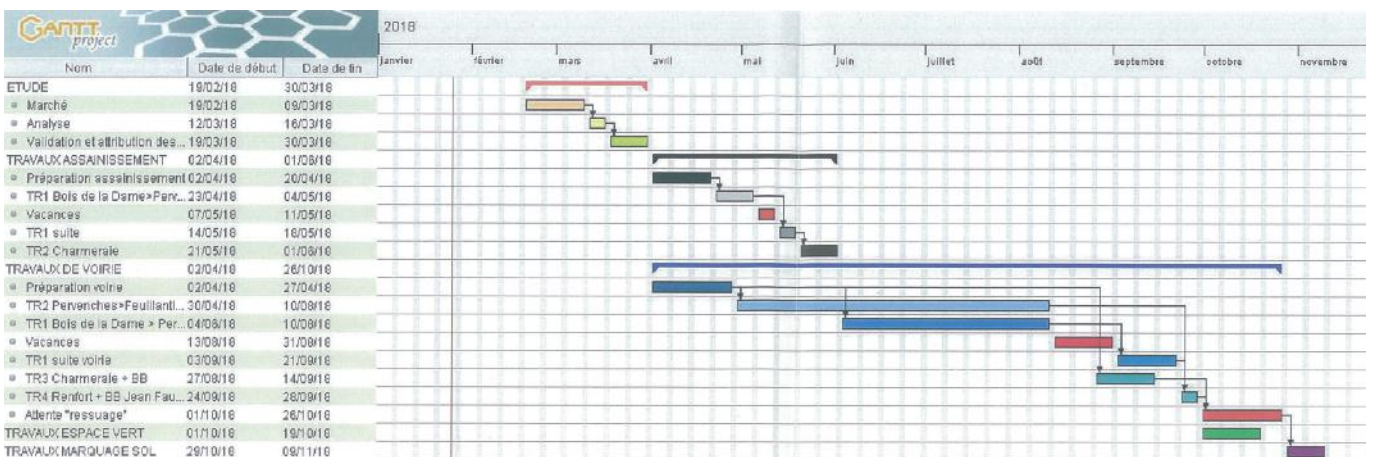 GANTT
project
2018
janvier février mars avril mai juin juillet août septembre octobre novembre
Nom Date de début Date de fin
ETUDE 19/02/18 30/03/18
Marché 19/02/18 09/03/18
Analyse 12/03/18 16/03/18
Validation et attribution des... 19/03/18 30/03/18
TRAVAUX ASSAINISSEMENT 02/04/18 01/06/18
Préparation assainissement 02/04/18 20/04/18
TR1 Bois de la Dame>Perv... 23/04/18 04/05/18
Vacances 07/05/18 11/05/18
TR1 suite 14/05/18 18/05/18
TR2 Charmeraie 21/05/18 01/06/18
TRAVAUX DE VOIRIE 02/04/18 26/10/18
Préparation voirie 02/04/18 27/04/18
TR2 Pervenches>Feuillanti... 30/04/18 10/08/18
TR1 Bois de la Dame > Per... 04/06/18 10/08/18
Vacances 13/08/18 31/08/18
TR1 suite voirie 03/09/18 21/09/18
TR3 Charmeraie + BB 27/08/18 14/09/18
TR4 Renfort + BB Jean Fau... 24/09/18 28/09/18
Attente "ressuage" 01/10/18 26/10/18
TRAVAUX ESPACE VERT 01/10/18 19/10/18
TRAVAUX MARQUAGE SOL 29/10/18 09/11/18